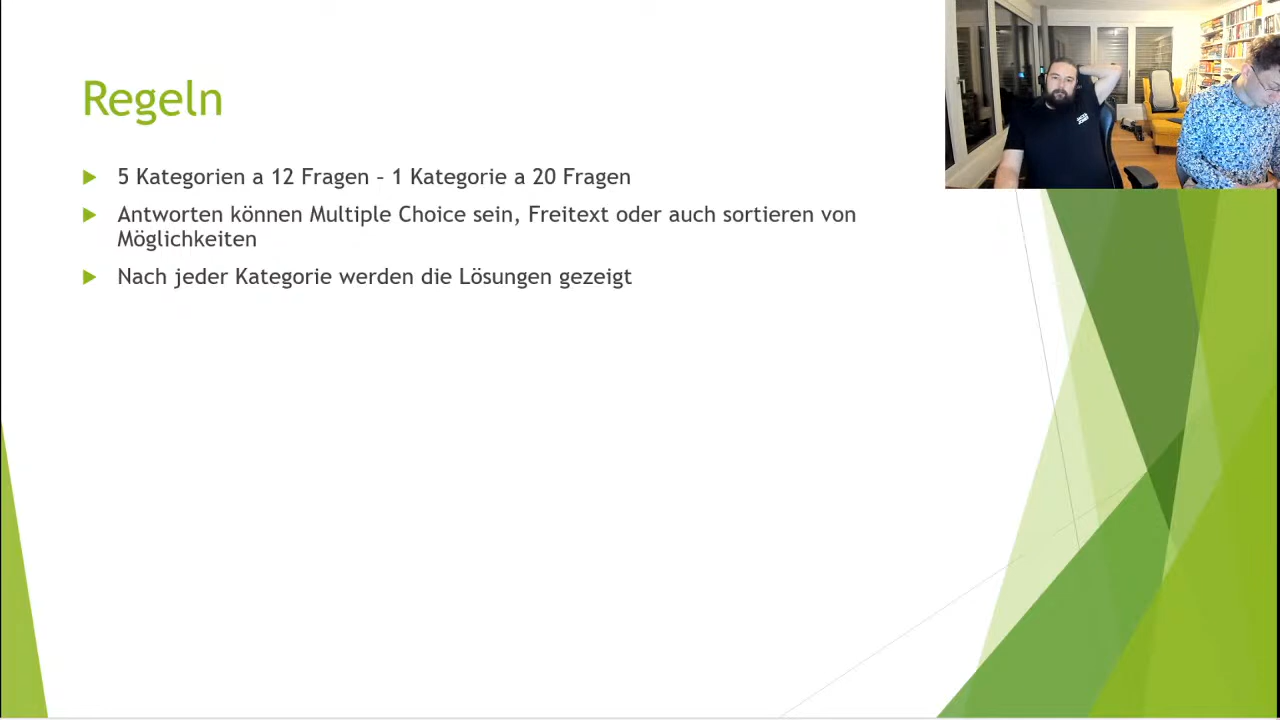 Regeln
5 Kategorien a 12 Fragen – 1 Kategorie a 20 Fragen
Antworten können Multiple Choice sein, Freitext oder auch sortieren von
Möglichkeiten
Nach jeder Kategorie werden die Lösungen gezeigt